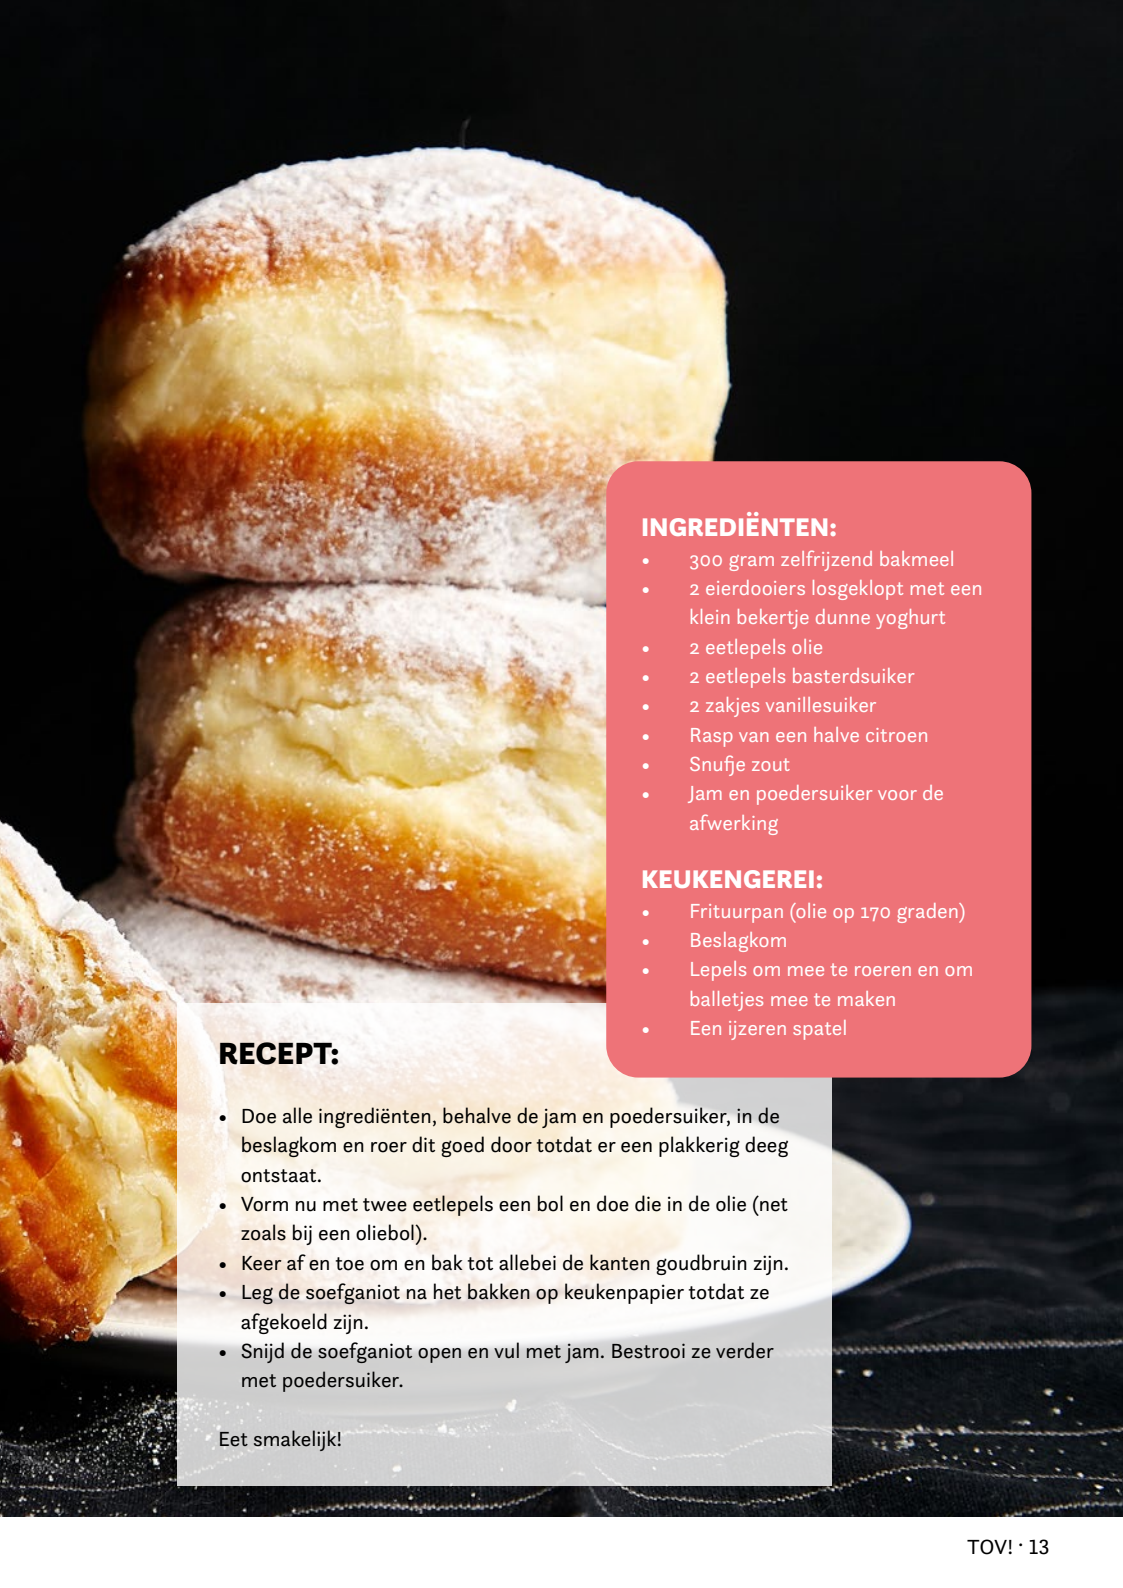 INGREDIËNTEN:
• 300 gram zelfrijzend bakmeel
• 2 eierdooiers losgeklopt met een
klein bekertje dunne yoghurt
• 2 eetlepels olie
• 2 eetlepels basterdsuiker
• 2 zakjes vanillesuiker
• Rasp van een halve citroen
• Snufje zout
• Jam en poedersuiker voor de
afwerking
KEUKENGEREI:
• Frituurpan (olie op 170 graden)
• Beslagkom
• Lepels om mee te roeren en om
balletjes mee te maken
• Een ijzeren spatel
RECEPT:
• Doe alle ingrediënten, behalve de jam en poedersuiker, in de
beslagkom en roer dit goed door totdat er een plakkerig deeg
ontstaat.
• Vorm nu met twee eetlepels een bol en doe die in de olie (net
zoals bij een oliebol).
• Keer af en toe om en bak tot allebei de kanten goudbruin zijn.
• Leg de soefganiot na het bakken op keukenpapier totdat ze
afgekoeld zijn.
• Snijd de soefganiot open en vul met jam. Bestrooi ze verder
met poedersuiker.
Eet smakelijk!
TOV! · 13